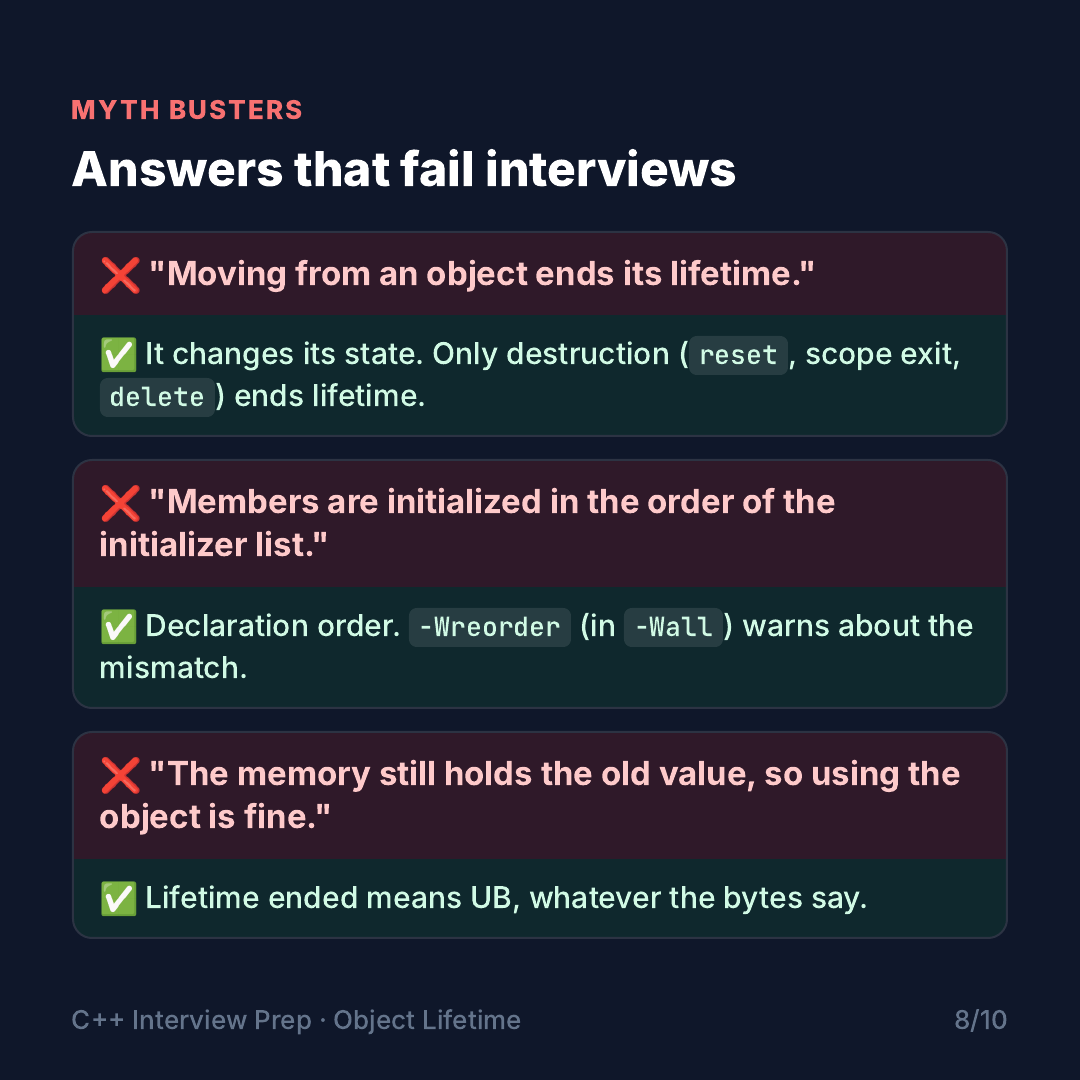 MYTH BUSTERS
Answers that fail interviews
❌ "Moving from an object ends its lifetime."
✅ It changes its state. Only destruction (reset, scope exit,
delete) ends lifetime.
❌ "Members are initialized in the order of the
initializer list."
✅ Declaration order. -Wreorder (in -Wall) warns about the
mismatch.
❌ "The memory still holds the old value, so using the
object is fine."
✅ Lifetime ended means UB, whatever the bytes say.
C++ Interview Prep · Object Lifetime
8/10